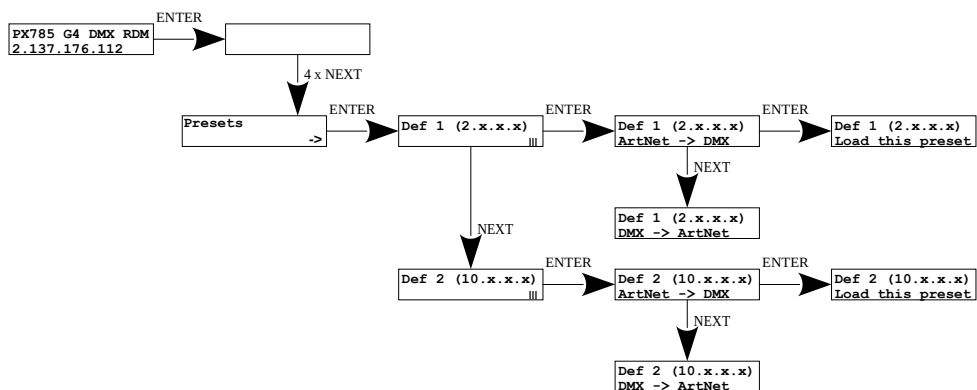 ENTER
PX785 G4 DMX RDM
2.137.176.112
4 x NEXT
Presets
->
ENTER
Def 1 (2.x.x.x)
|||
ENTER
Def 1 (2.x.x.x)
ArtNet -> DMX
ENTER
Def 1 (2.x.x.x)
Load this preset
NEXT
Def 1 (2.x.x.x)
DMX -> ArtNet
NEXT
Def 2 (10.x.x.x)
|||
ENTER
Def 2 (10.x.x.x)
ArtNet -> DMX
ENTER
Def 2 (10.x.x.x)
Load this preset
NEXT
Def 2 (10.x.x.x)
DMX -> ArtNet